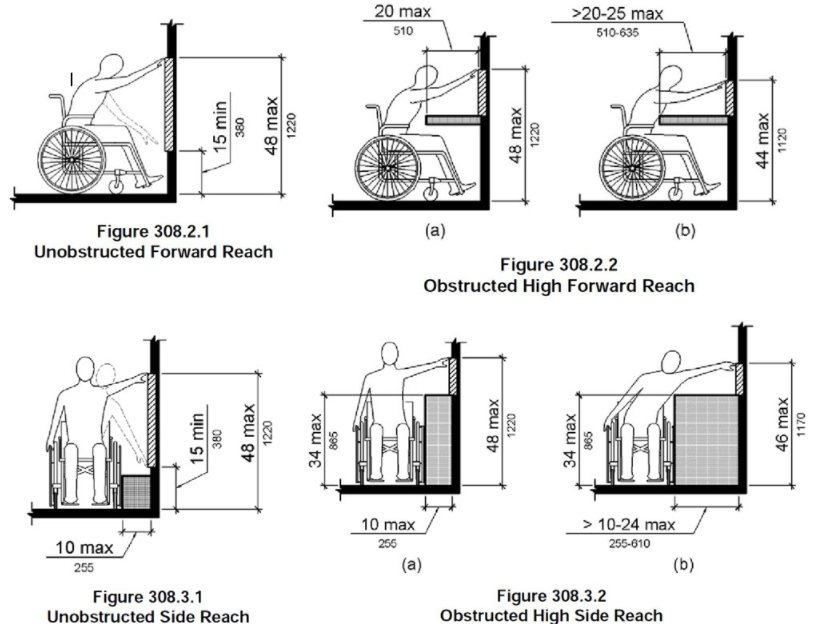 20 max
510
>20-25 max
510-635
15 min
380
48 max
1220
48 max
1220
44 max
1120
(a)
(b)
Figure 308.2.1
Unobstructed Forward Reach
Figure 308.2.2
Obstructed High Forward Reach
15 min
380
48 max
1220
34 max
865
48 max
1220
34 max
865
46 max
1170
10 max
255
10 max
255
> 10-24 max
255-610
(a)
(b)
Figure 308.3.1
Unobstructed Side Reach
Figure 308.3.2
Obstructed High Side Reach